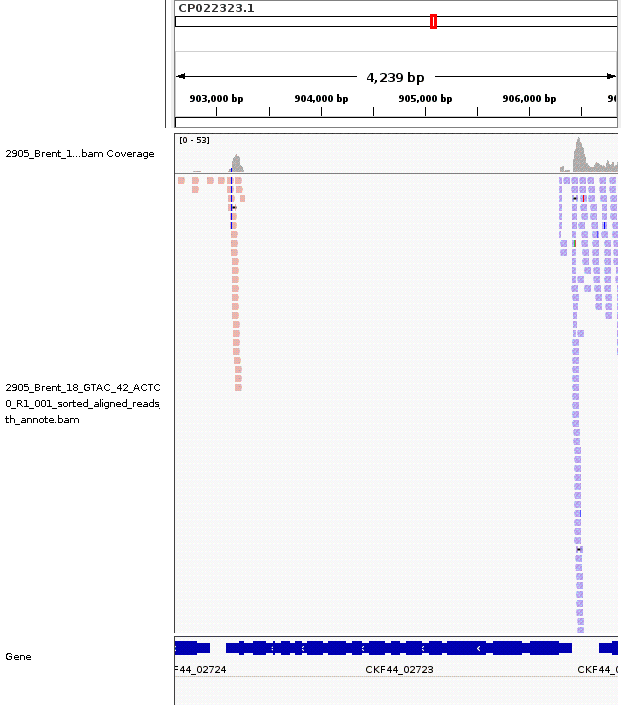 CP022323.1
4,239 bp
903,000 bp 904,000 bp 905,000 bp 906,000 bp 90
[0 - 53]
2905_Brent_1...bam Coverage
2905_Brent_18_GTAC_42_ACTC
0_R1_001_sorted_aligned_reads_
th_annote.bam
Gene
F44_02724 CKF44_02723 CKF44_0